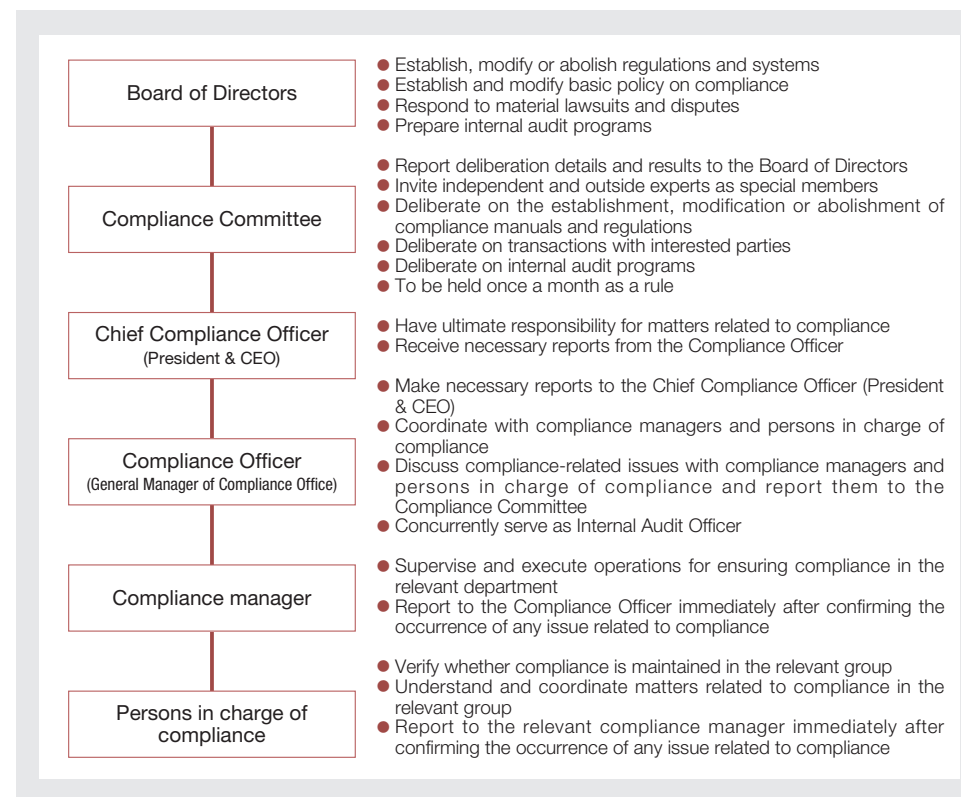 Board of Directors
● Establish, modify or abolish regulations and systems
● Establish and modify basic policy on compliance
● Respond to material lawsuits and disputes
● Prepare internal audit programs
Compliance Committee
● Report deliberation details and results to the Board of Directors
● Invite independent and outside experts as special members
● Deliberate on the establishment, modification or abolishment of
compliance manuals and regulations
● Deliberate on transactions with interested parties
● Deliberate on internal audit programs
● To be held once a month as a rule
Chief Compliance Officer
(President & CEO)
● Have ultimate responsibility for matters related to compliance
● Receive necessary reports from the Compliance Officer
Compliance Officer
(General Manager of Compliance Office)
● Make necessary reports to the Chief Compliance Officer (President
& CEO)
● Coordinate with compliance managers and persons in charge of
compliance
● Discuss compliance-related issues with compliance managers and
persons in charge of compliance and report them to the
Compliance Committee
● Concurrently serve as Internal Audit Officer
Compliance manager
● Supervise and execute operations for ensuring compliance in the
relevant department
● Report to the Compliance Officer immediately after confirming the
occurrence of any issue related to compliance
Persons in charge of
compliance
● Verify whether compliance is maintained in the relevant group
● Understand and coordinate matters related to compliance in the
relevant group
● Report to the relevant compliance manager immediately after
confirming the occurrence of any issue related to compliance